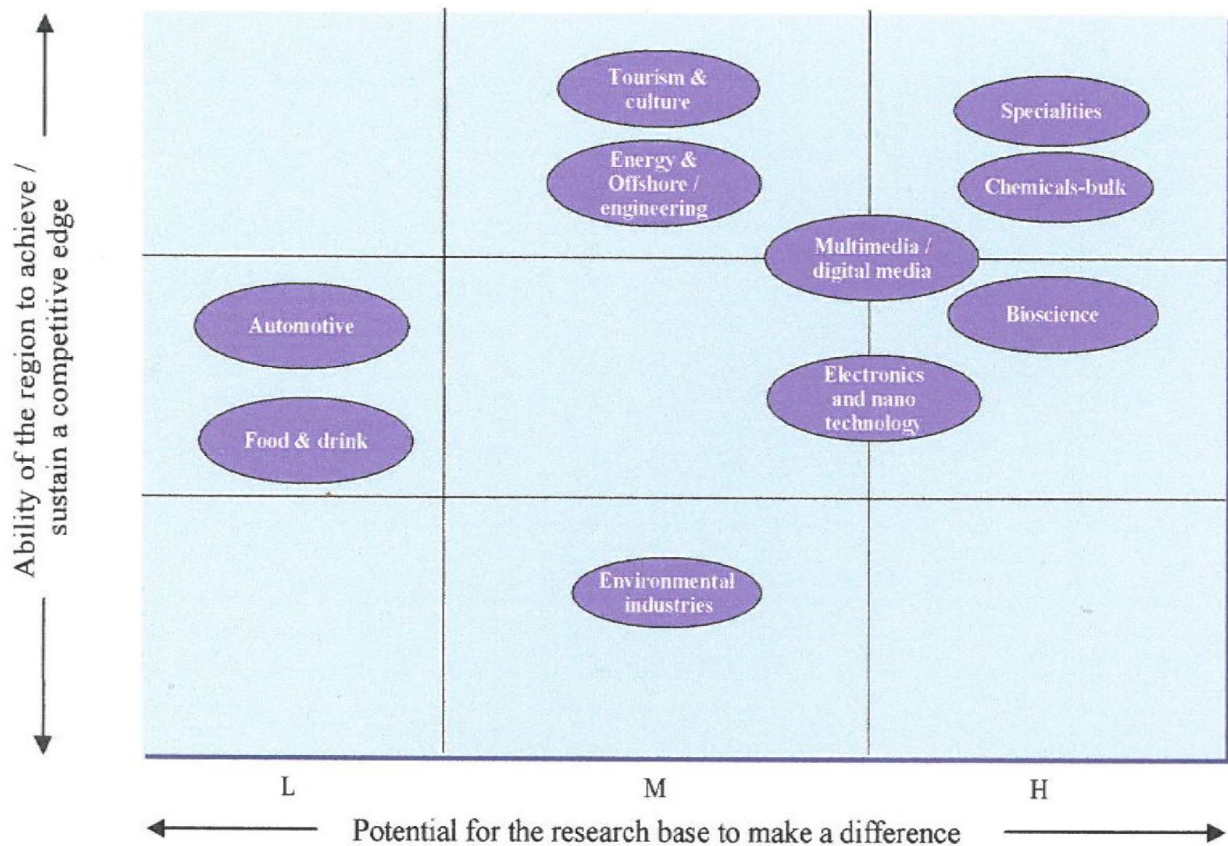 Ability of the region to achieve /
sustain a competitive edge
Tourism &
culture
Specialities
Energy &
Offshore /
engineering
Chemicals-bulk
Multimedia /
digital media
Automotive
Bioscience
Electronics
and nano
technology
Food & drink
Environmental
industries
L
M
H
Potential for the research base to make a difference